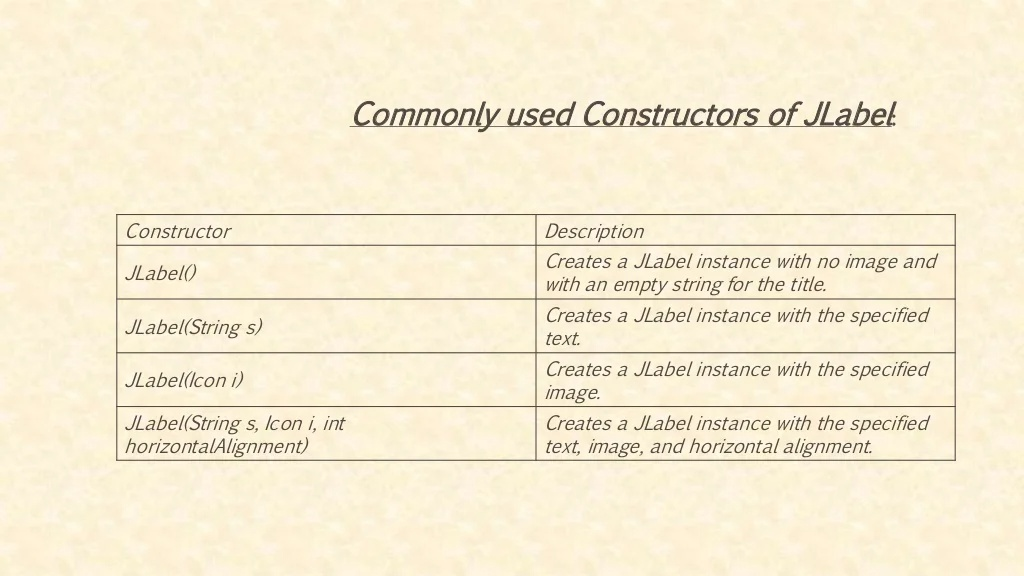 Commonly used Constructors of JLabel:
Constructor
Description
JLabel()
Creates a JLabel instance with no image and
with an empty string for the title.
JLabel(String s)
Creates a JLabel instance with the specified
text.
JLabel(Icon i)
Creates a JLabel instance with the specified
image.
JLabel(String s, Icon i, int
horizontalAlignment)
Creates a JLabel instance with the specified
text, image, and horizontal alignment.